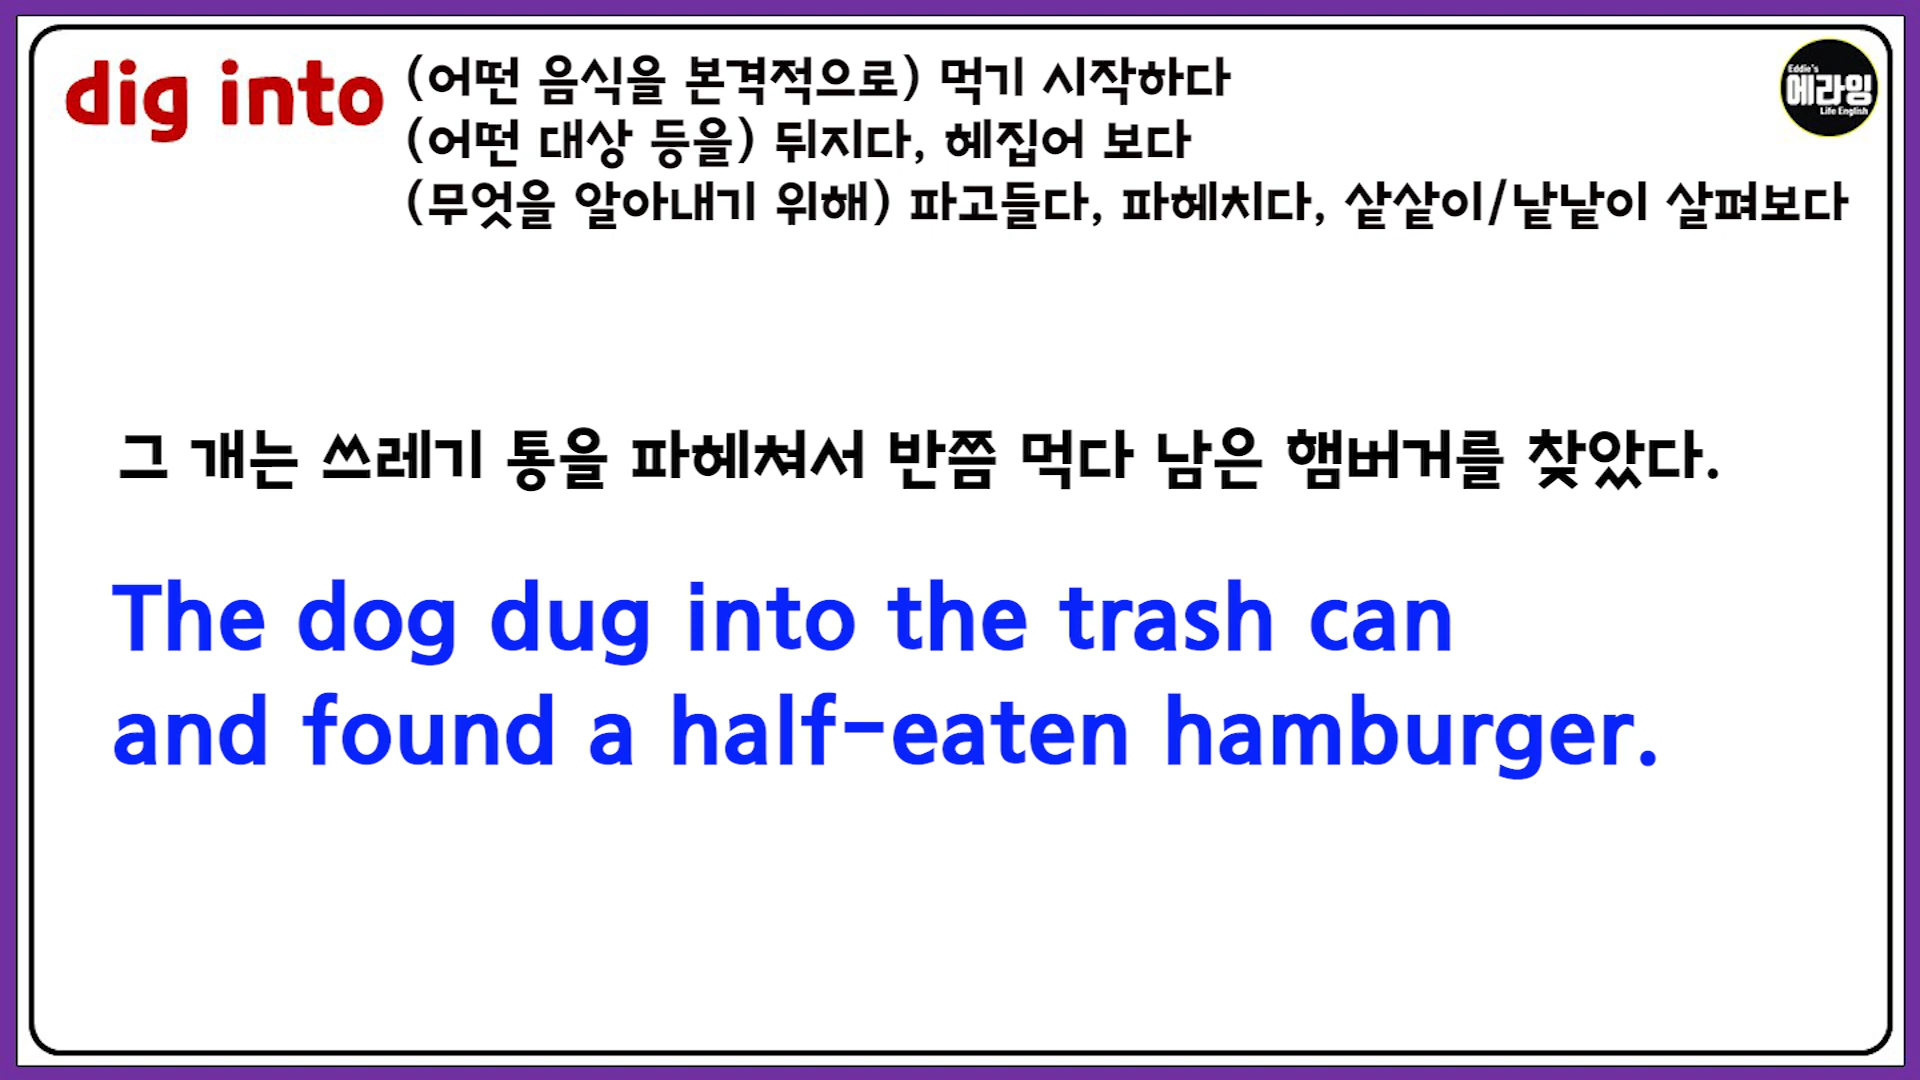 dig into (어떤 음식을 본격적으로) 먹기 시작하다
(어떤 대상 등을) 뒤지다, 헤집어 보다
(무엇을 알아내기 위해) 파고들다, 파헤치다, 샅샅이/낱낱이 살펴보다
Eddie's
에라잉
Life English
그 개는 쓰레기 통을 파헤쳐서 반쯤 먹다 남은 햄버거를 찾았다.
The dog dug into the trash can
and found a half-eaten hamburger.